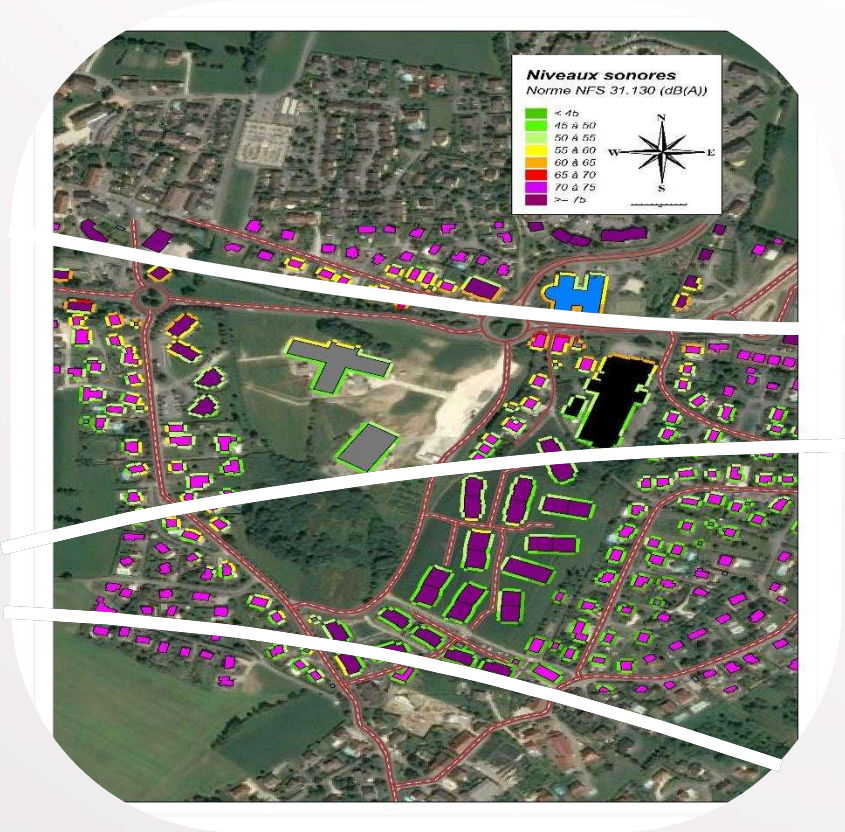 Niveaux sonores
Norme NFS 31.130 (dB(A))
< 45
45 à 50
50 à 55
55 à 60
60 à 65
65 à 70
70 à 75
>= 75
N
W
E
S